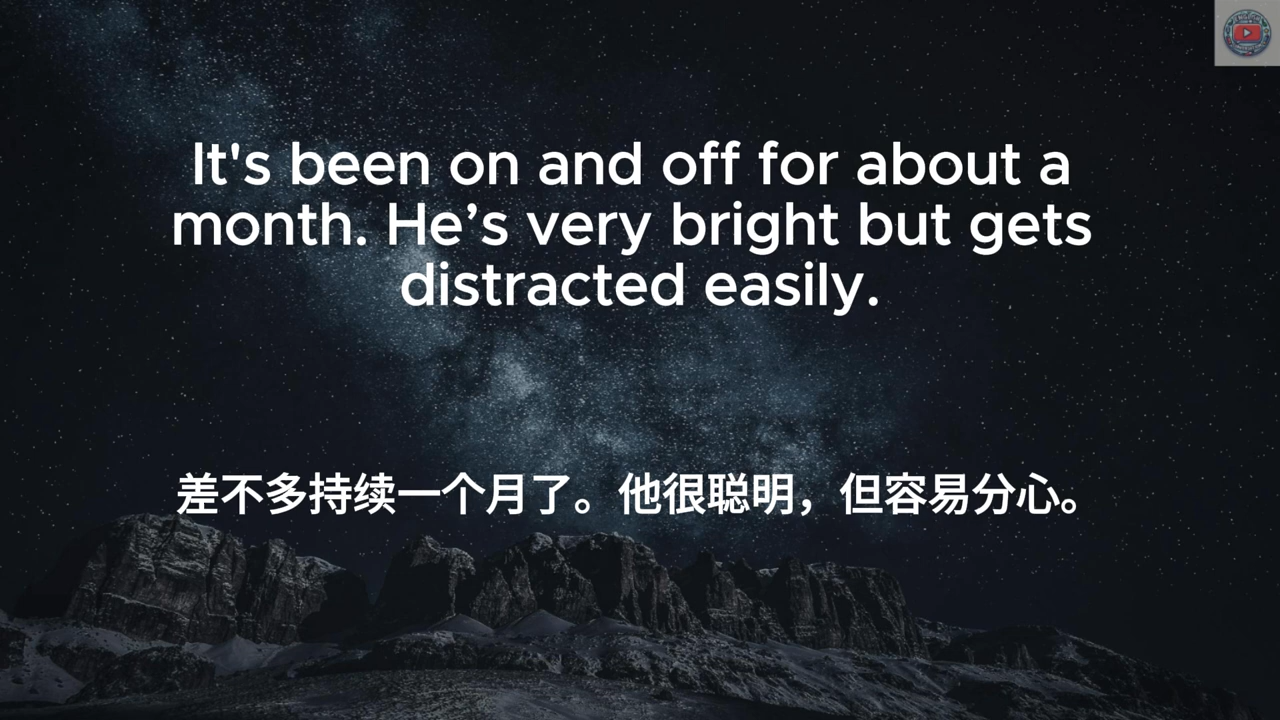 It's been on and off for about a
month. He’s very bright but gets
distracted easily.
差不多持续一个月了。他很聪明，但容易分心。